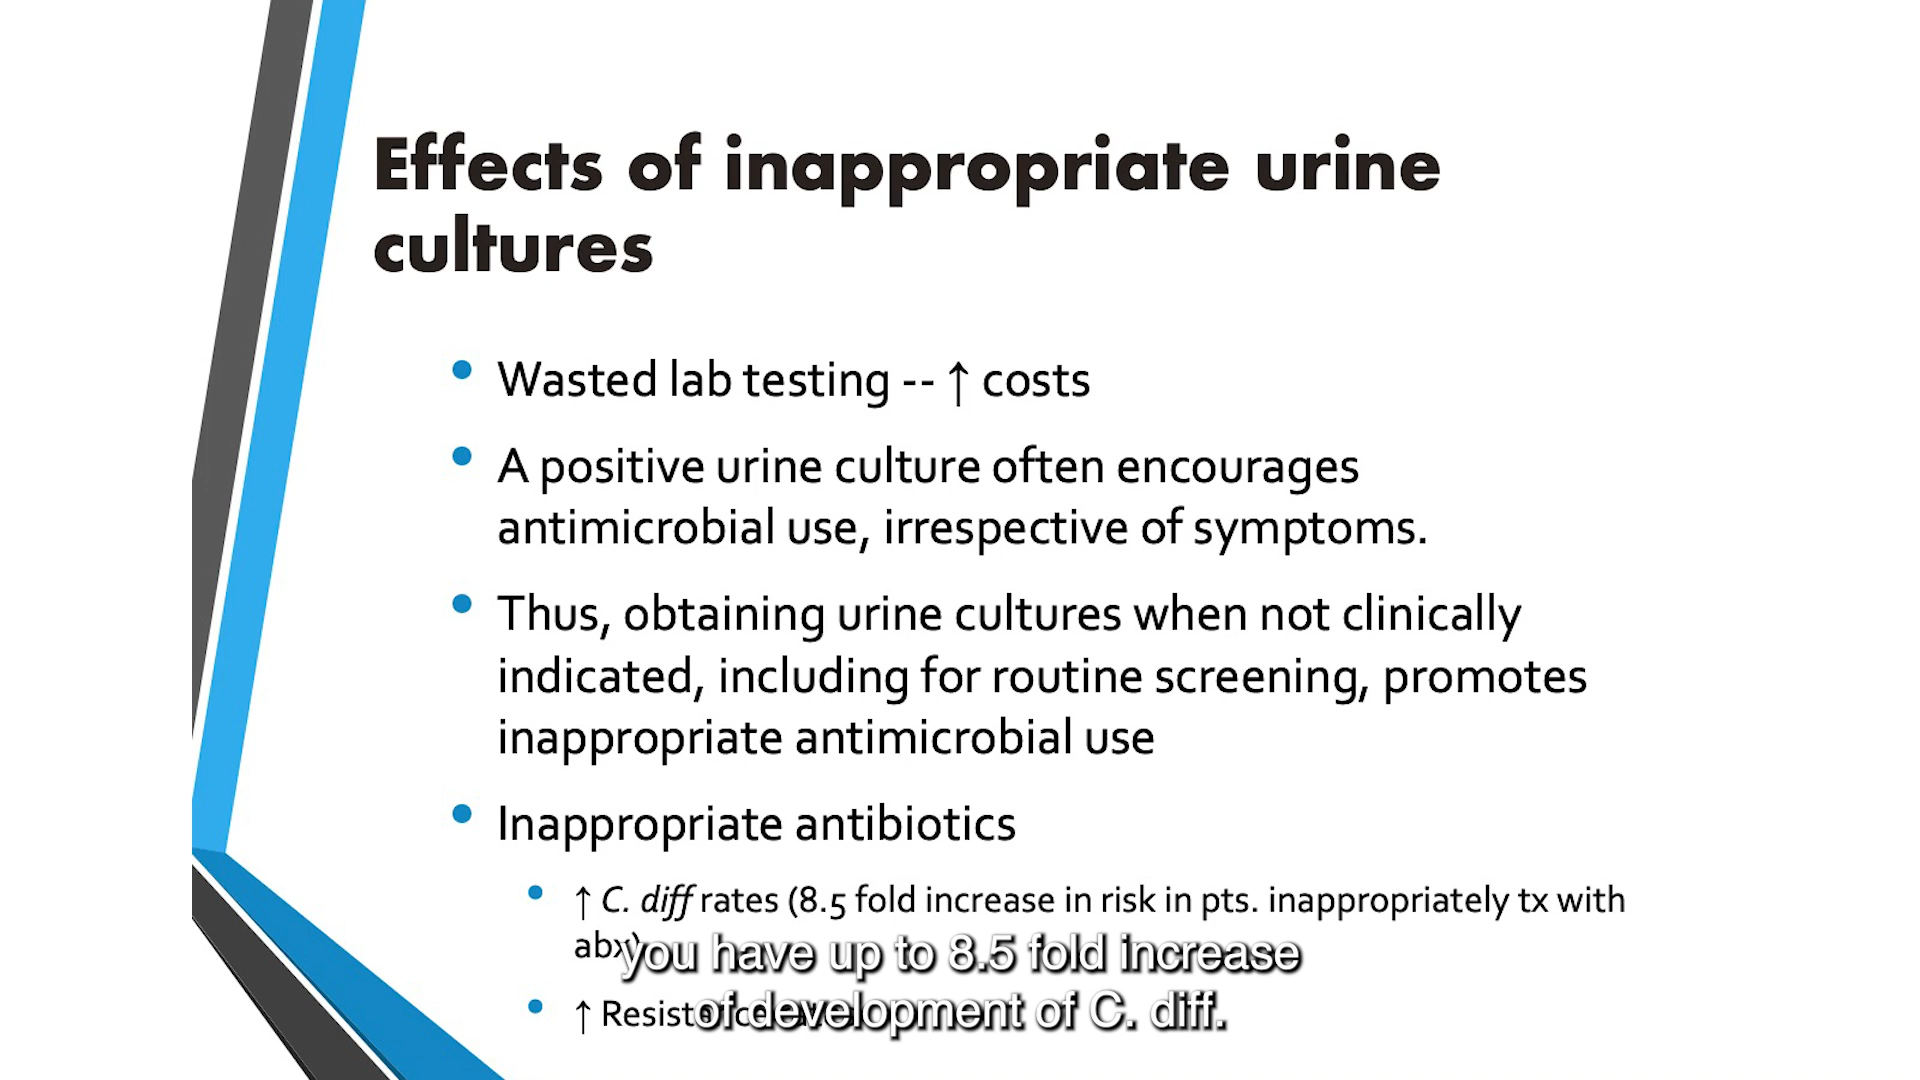 Effects of inappropriate urine
cultures
• Wasted lab testing -- ↑ costs
• A positive urine culture often encourages
antimicrobial use, irrespective of symptoms.
• Thus, obtaining urine cultures when not clinically
indicated, including for routine screening, promotes
inappropriate antimicrobial use
• Inappropriate antibiotics
• ↑ C. diff rates (8.5 fold increase in risk in pts. inappropriately tx with
abx)
• ↑
you have up to 8.5 fold increase
of development of C. diff.